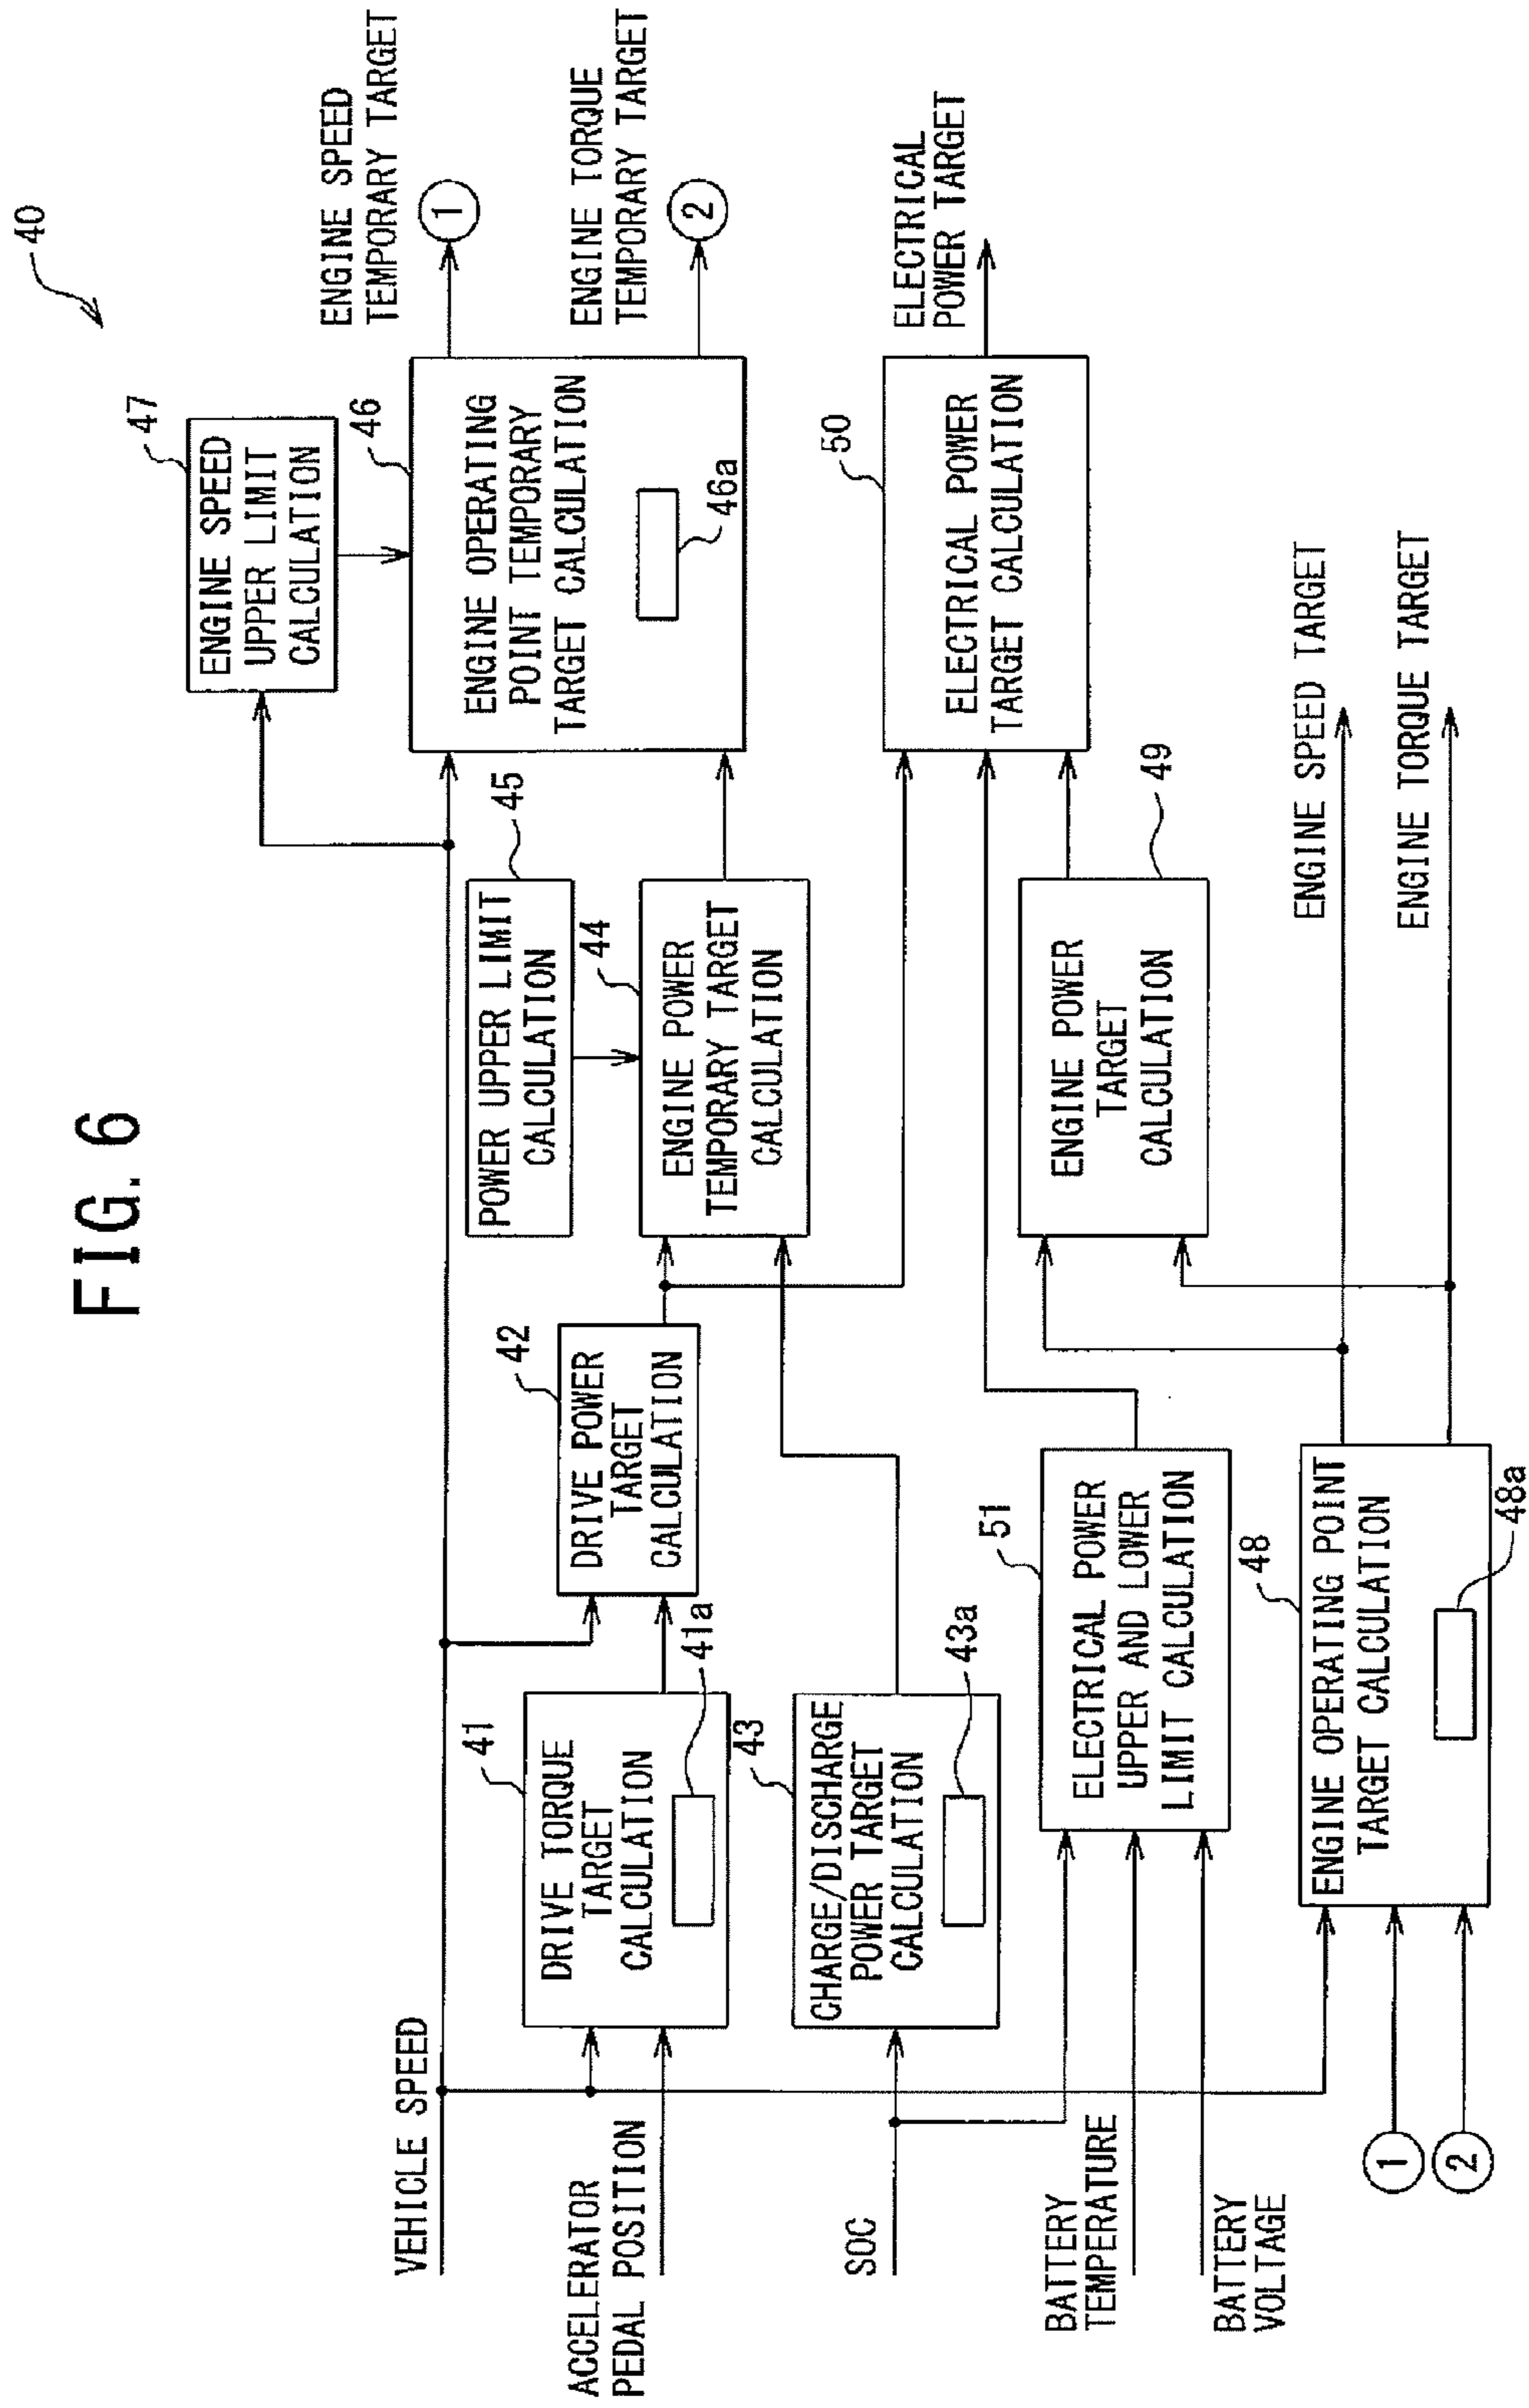 FIG. 6
40
VEHICLE SPEED
ACCELERATOR
PEDAL POSITION
41
DRIVE TORQUE
TARGET
CALCULATION
41a
42
DRIVE POWER
TARGET
CALCULATION
45
POWER UPPER LIMIT
CALCULATION
44
ENGINE POWER
TEMPORARY TARGET
CALCULATION
47
ENGINE SPEED
UPPER LIMIT
CALCULATION
46
ENGINE OPERATING
POINT TEMPORARY
TARGET CALCULATION
46a
ENGINE SPEED
TEMPORARY TARGET
1
ENGINE TORQUE
TEMPORARY TARGET
2
SOC
43
CHARGE/DISCHARGE
POWER TARGET
CALCULATION
43a
BATTERY
TEMPERATURE
BATTERY
VOLTAGE
51
ELECTRICAL POWER
UPPER AND LOWER
LIMIT CALCULATION
49
ENGINE POWER
TARGET
CALCULATION
50
ELECTRICAL POWER
TARGET CALCULATION
ELECTRICAL
POWER TARGET
1
2
48
ENGINE OPERATING POINT
TARGET CALCULATION
48a
ENGINE SPEED TARGET
ENGINE TORQUE TARGET